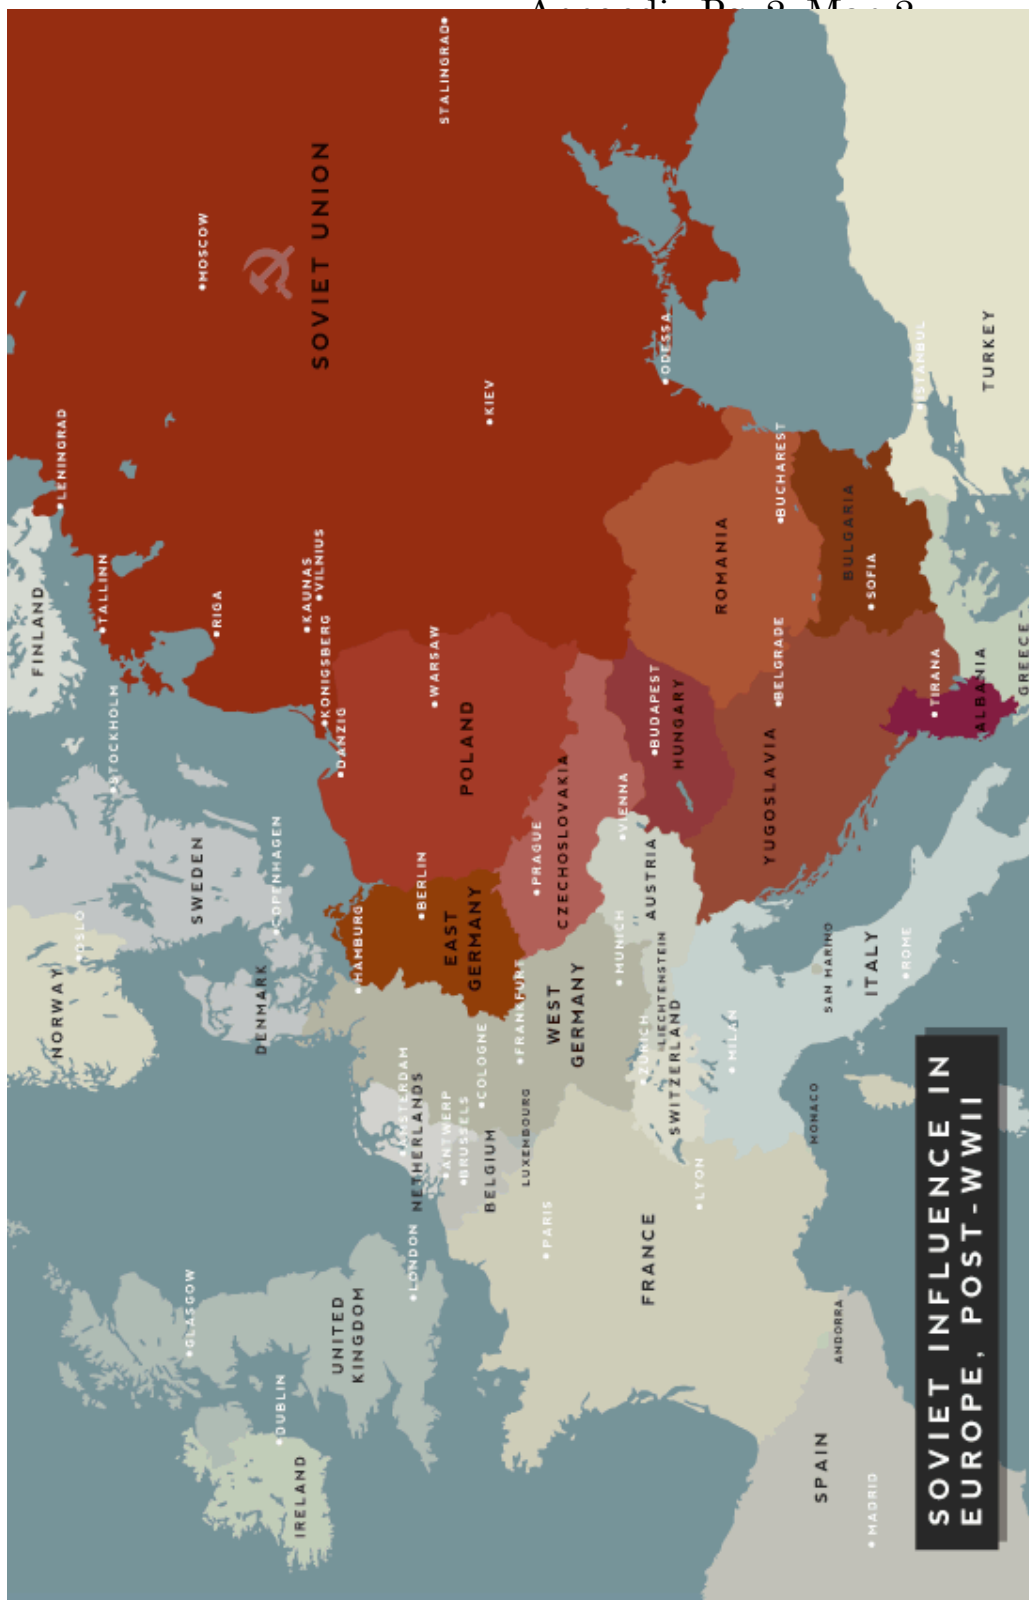 SOVIET INFLUENCE IN
EUROPE, POST-WWII
NORWAY
OSLO
SWEDEN
STOCKHOLM
FINLAND
LENINGRAD
TALLINN
RIGA
MOSCOW
SOVIET UNION
STALINGRAD
KAUNAS
VILNIUS
KONIGSBERG
DANZIG
COPENHAGEN
DENMARK
GLASGOW
DUBLIN
IRELAND
UNITED
KINGDOM
LONDON
AMSTERDAM
NETHERLANDS
ANTWERP
BRUSSELS
BELGIUM
COLOGNE
LUXEMBOURG
HAMBURG
BERLIN
EAST
GERMANY
WARSAW
POLAND
KIEV
FRANKFURT
WEST
GERMANY
PRAGUE
CZECHOSLOVAKIA
PARIS
FRANCE
MUNICH
VIENNA
AUSTRIA
ZURICH
LIECHTENSTEIN
SWITZERLAND
BUDAPEST
HUNGARY
ODESSA
LYON
MILAN
ROMANIA
BUCHAREST
BELGRADE
YUGOSLAVIA
MONACO
SAN MARINO
ANDORRA
SPAIN
MADRID
ITALY
ROME
BULGARIA
SOFIA
TIRANA
ALBANIA
GREECE
ISTANBUL
TURKEY